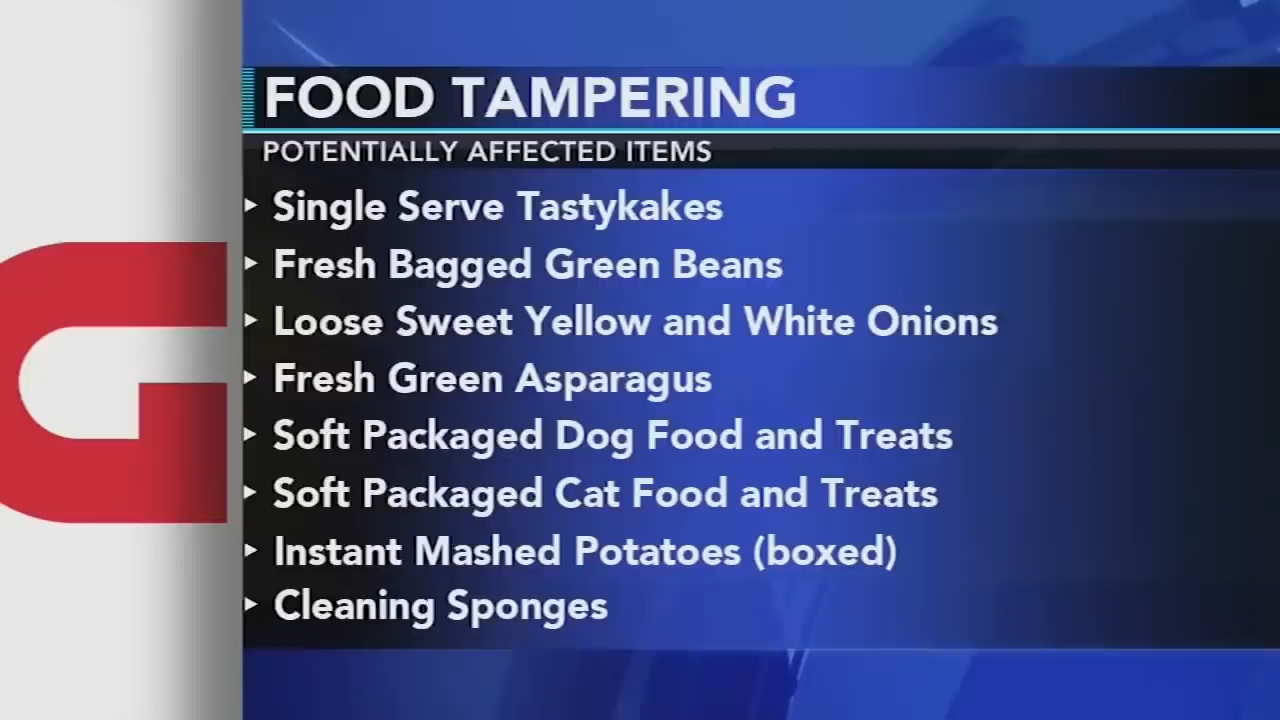 FOOD TAMPERING
POTENTIALLY AFFECTED ITEMS
Single Serve Tastykakes
Fresh Bagged Green Beans
Loose Sweet Yellow and White Onions
Fresh Green Asparagus
Soft Packaged Dog Food and Treats
Soft Packaged Cat Food and Treats
Instant Mashed Potatoes (boxed)
Cleaning Sponges
G